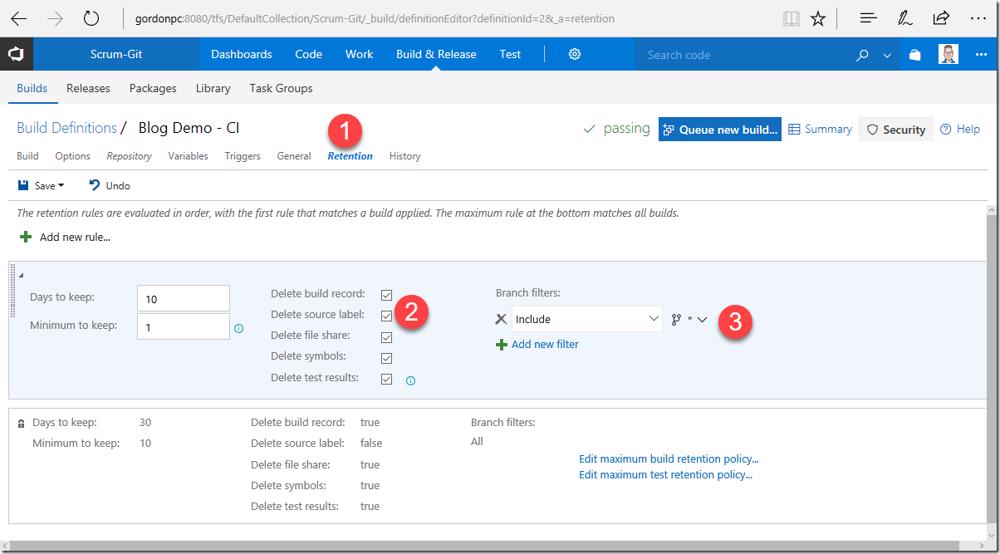 gordonpc:8080/tfs/DefaultCollection/Scrum-Git/_build/definitionEditor?definitionId=2&_a=retention
Scrum-Git Dashboards Code Work Build & Release Test Search code
Builds Releases Packages Library Task Groups
Build Definitions / Blog Demo - CI 1 passing Queue new build... Summary Security Help
Build Options Repository Variables Triggers General Retention History
Save Undo
The retention rules are evaluated in order, with the first rule that matches a build applied. The maximum rule at the bottom matches all builds.
Add new rule...
Days to keep: 10 Delete build record: Branch filters:
Minimum to keep: 1 Delete source label: 2 Include * 3
Delete file share: Add new filter
Delete symbols:
Delete test results:
Days to keep: 30 Delete build record: true Branch filters:
Minimum to keep: 10 Delete source label: false All
Delete file share: true Edit maximum build retention policy...
Delete symbols: true Edit maximum test retention policy...
Delete test results: true